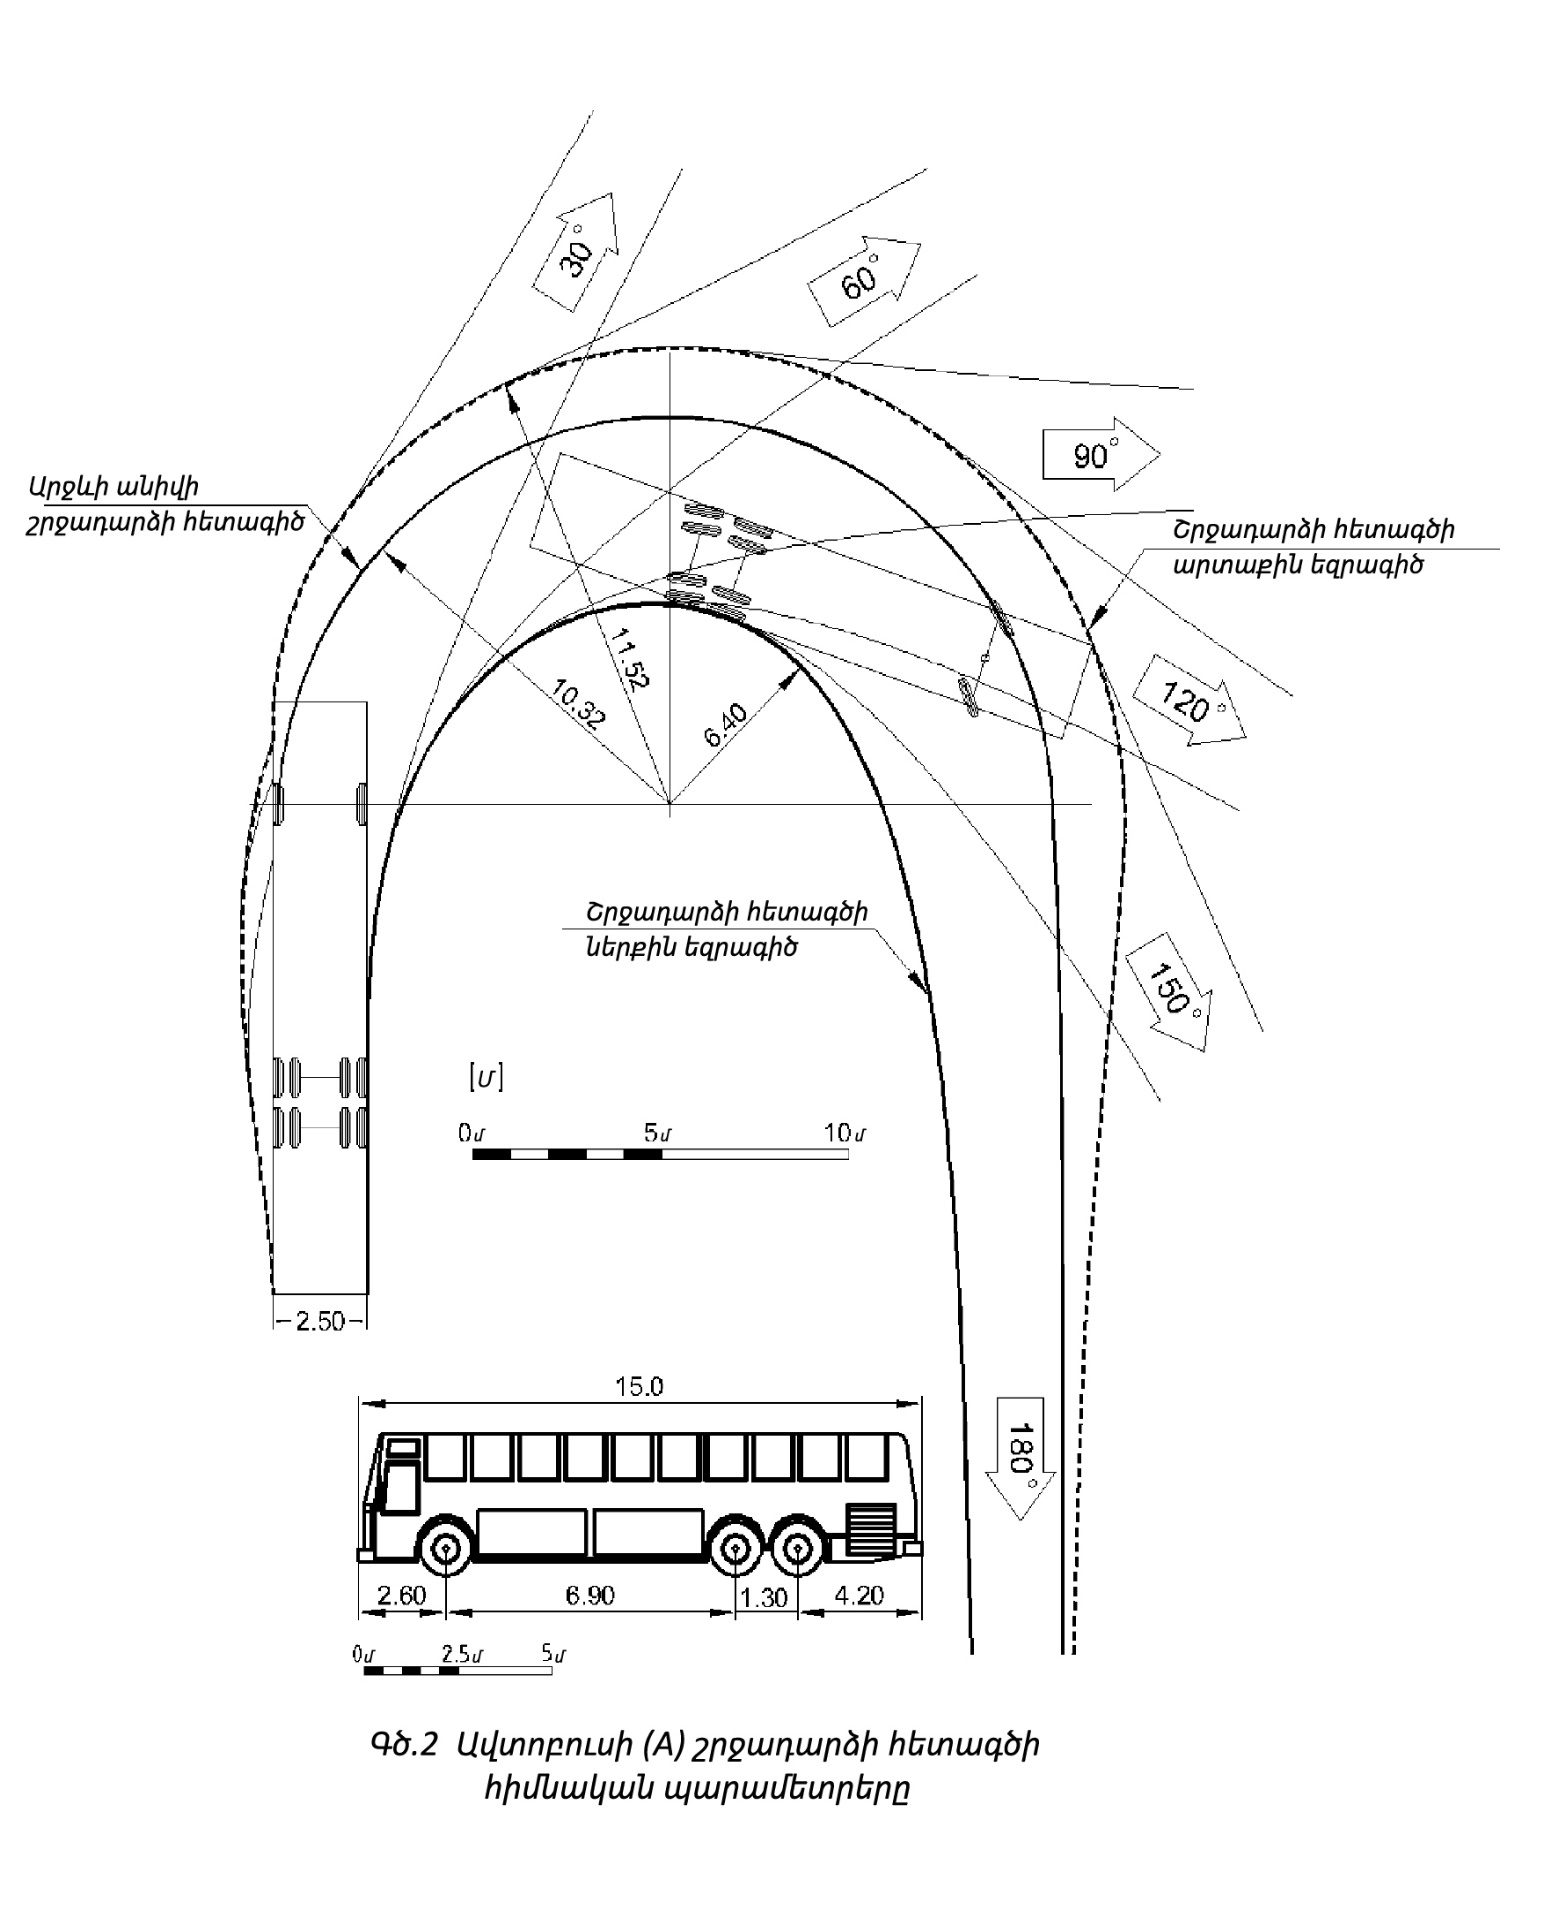 30°
60°
90°
Արջևի անիվի
շրջադարձի հետագիծ
Շրջադարձի հետագծի
արտաքին եզրագիծ
11.52
10.32
6.40
120°
Շրջադարձի հետագծի
ներքին եզրագիծ
150°
[մ]
0մ 5մ 10մ
2.50
15.0
180°
2.60 6.90 1.30 4.20
0մ 2.5մ 5մ
Գծ.2 Ավտոբուսի (A) շրջադարձի հետագծի
հիմնական պարամետրերը